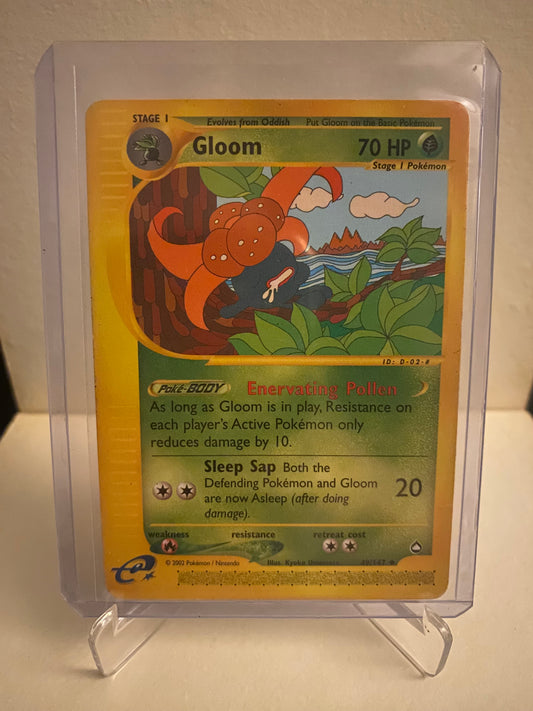 STAGE 1 Evolves from Oddish Put Gloom on the Basic Pokémon
Gloom 70 HP
Stage 1 Pokémon
ID: D-02-#
Poké-BODY Enervating Pollen
As long as Gloom is in play, Resistance on
each player's Active Pokémon only
reduces damage by 10.
Sleep Sap Both the
Defending Pokémon and Gloom
are now Asleep (after doing
damage).
20
weakness resistance retreat cost
e
© 2002 Pokémon / Nintendo Illus. Kyoko /147